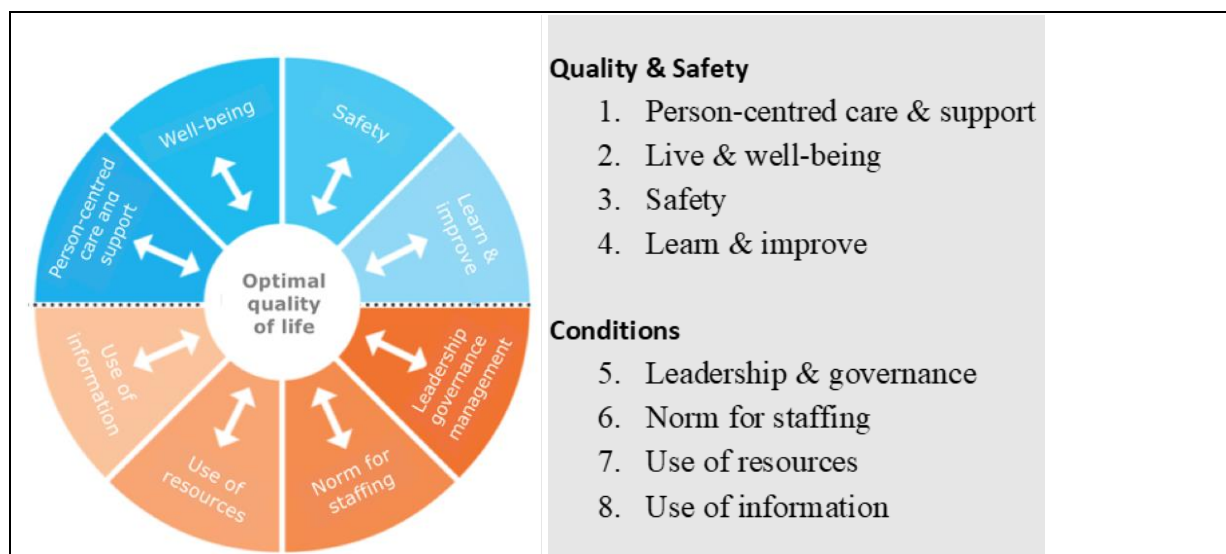 Well-being
Safety
Learn &
improve
Leadership
governance
management
Norm for
staffing
Use of
resources
Use of
information
Person-centred
care and
support
Optimal
quality
of life
Quality & Safety
1. Person-centred care & support
2. Live & well-being
3. Safety
4. Learn & improve
Conditions
5. Leadership & governance
6. Norm for staffing
7. Use of resources
8. Use of information